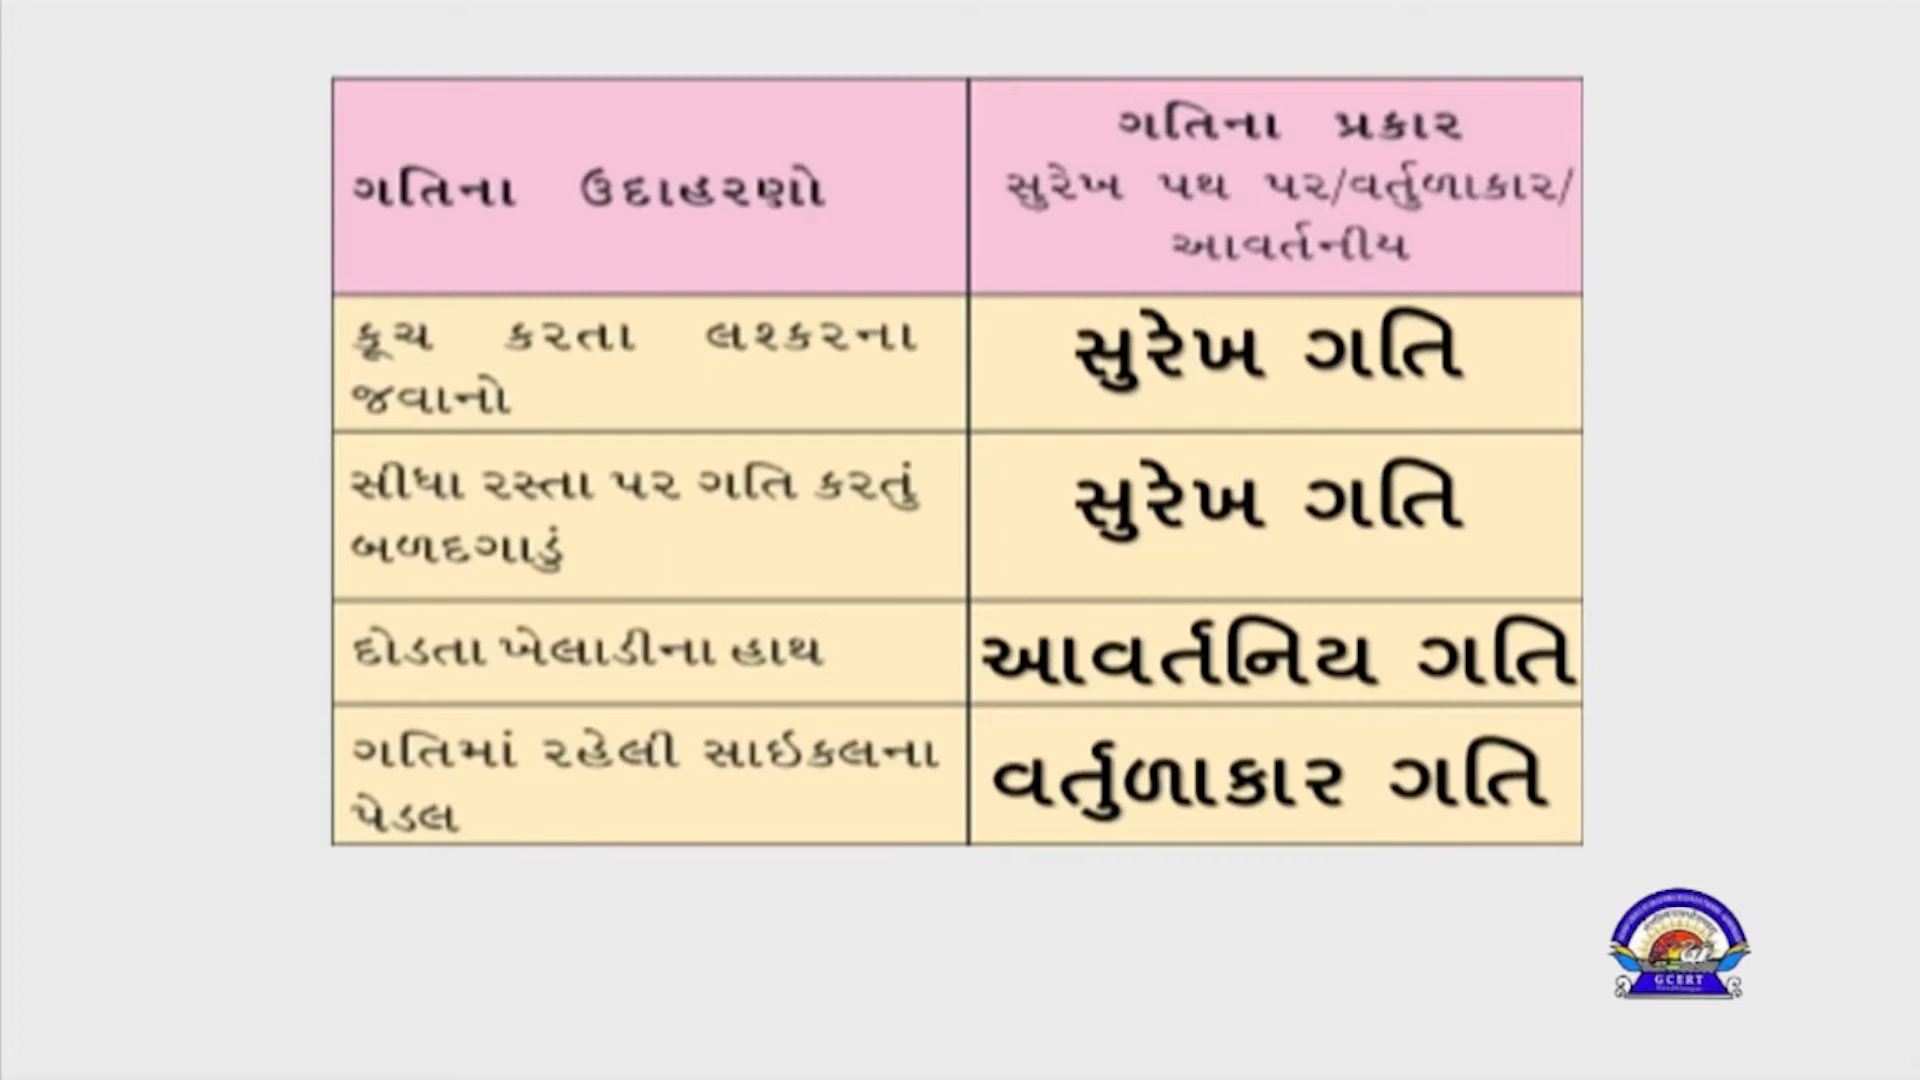 ગતિના ઉદાહરણો
ગતિના પ્રકાર
સુરેખ પથ પર/વર્તુળાકાર/
આવર્તનીય
કૂચ કરતા લશ્કરના
જવાનો
સુરેખ ગતિ
સીધા રસ્તા પર ગતિ કરતું
બળદગાડું
સુરેખ ગતિ
દોડતા ખેલાડીના હાથ
આવર્તનિય ગતિ
ગતિમાં રહેલી સાઇકલના
પેડલ
વર્તુળાકાર ગતિ
GCERT